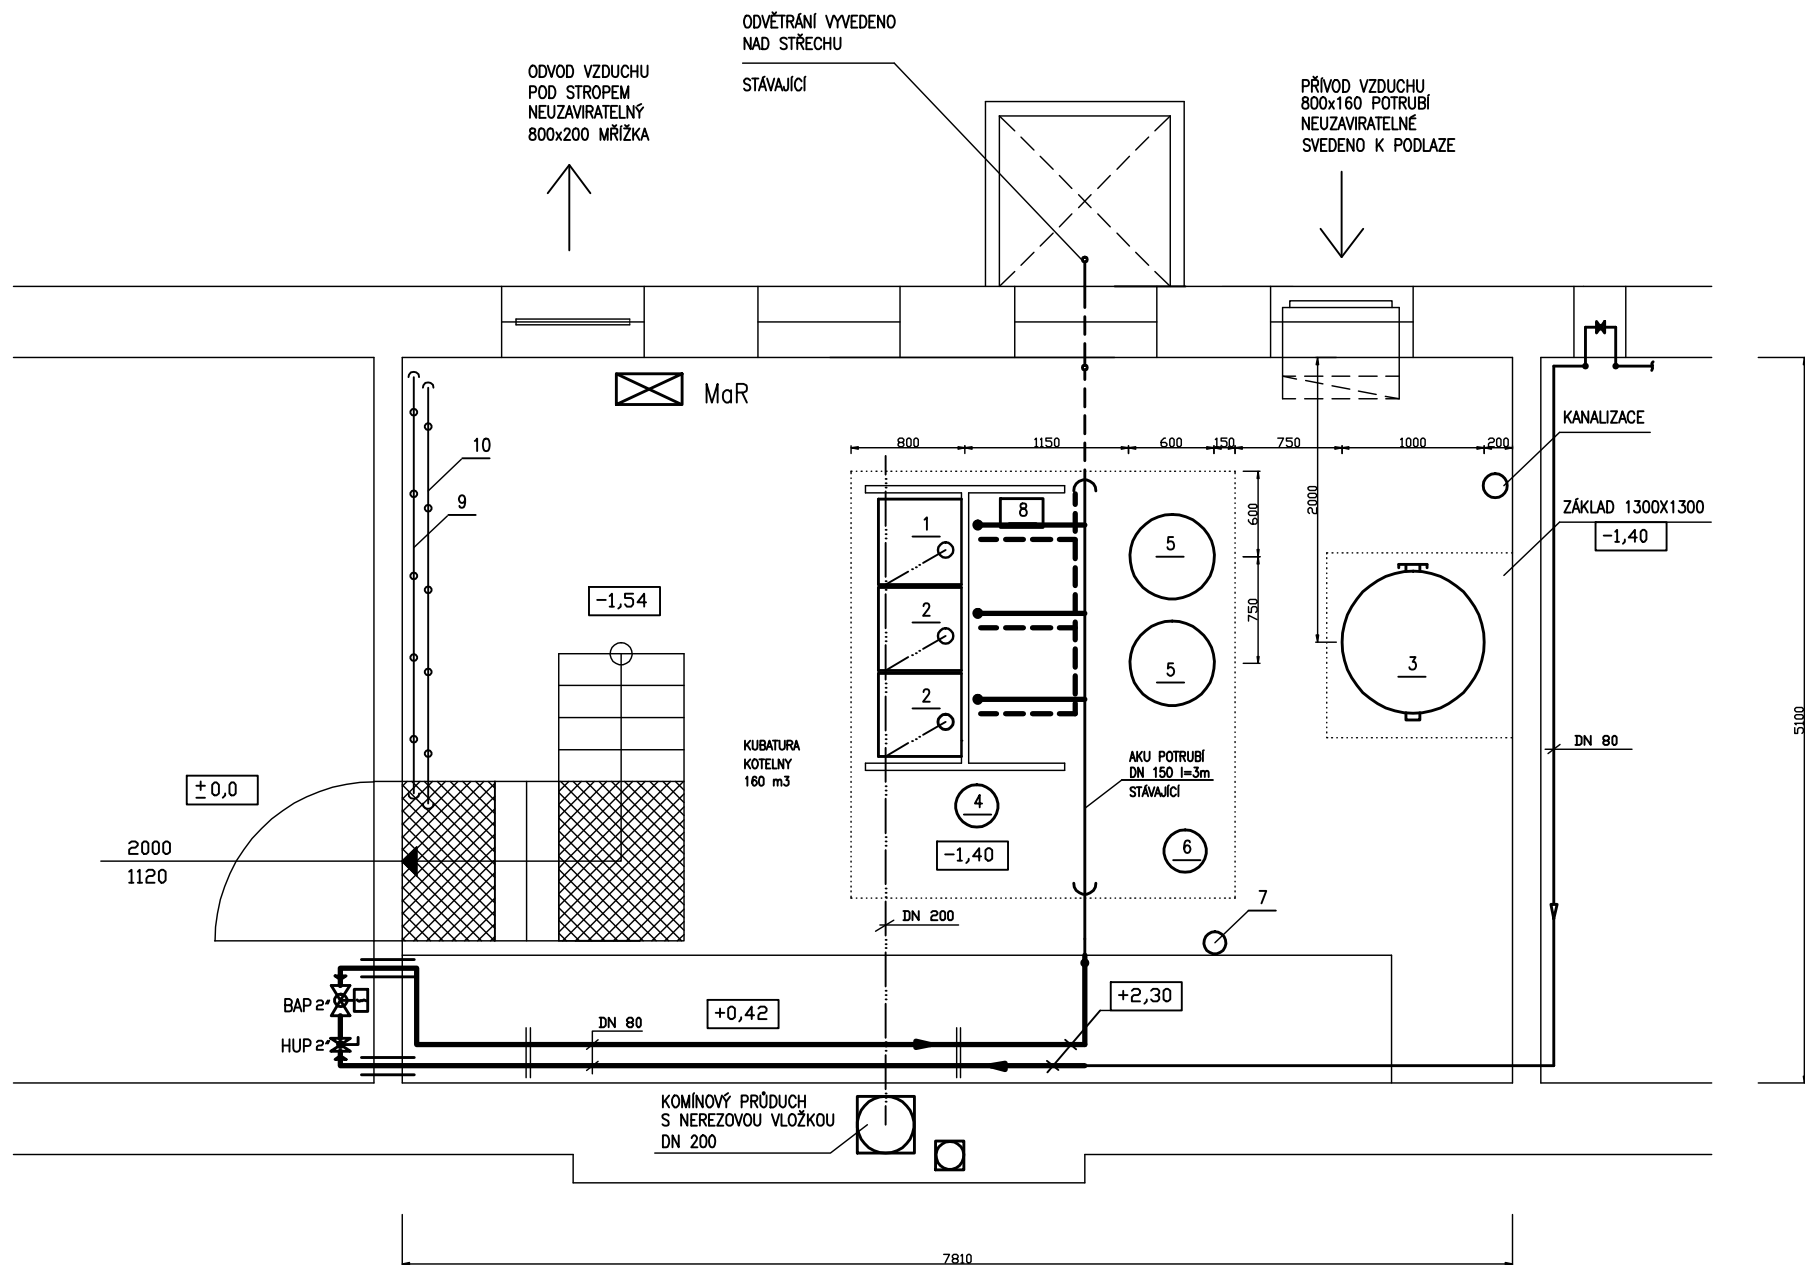 ODVĚTRÁNÍ VYVEDENO
NAD STŘECHU
STÁVAJÍCÍ
ODVOD VZDUCHU
POD STROPEM
NEUZAVIRATELNÝ
800x200 MŘÍŽKA
PŘÍVOD VZDUCHU
800x160 POTRUBÍ
NEUZAVIRATELNÉ
SVEDENO K PODLAZE
MaR
KANALIZACE
800
1150
600
150
750
1000
200
10
9
2000
600
750
ZÁKLAD 1300X1300
-1,40
1
8
5
2
5
3
2
-1,54
KUBATURA
KOTELNY
160 m3
AKU POTRUBÍ
DN 150 l=3m
STÁVAJÍCÍ
DN 80
5100
±0,0
4
-1,40
6
2000
1120
7
DN 200
BAP 2"
HUP 2"
+0,42
DN 80
+2,30
KOMÍNOVÝ PRŮDUCH
S NEREZOVOU VLOŽKOU
DN 200
7810